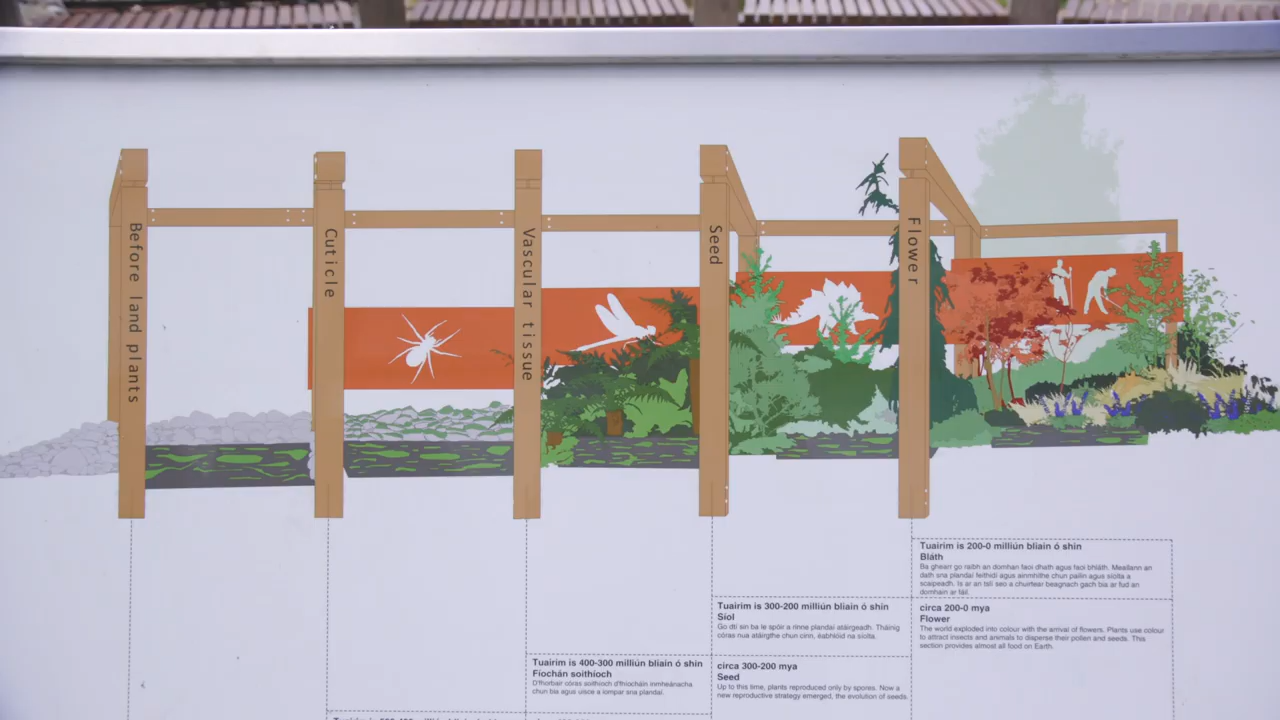 Before land plants
Cuticle
Vascular tissue
Seed
Flower
Tuairim is 200-0 milliún bliain ó shin
Bláth
Ba ghearr go raibh an domhan faoi dhath agus faoi bhláth. Meallann an
dath sna plandaí feithidí agus ainmhithe chun pailin agus síolta a
scaipeadh. Is ar an tslí seo a chuirtear beagnach gach bia ar fud an
domhain ar fáil.
circa 200-0 mya
Flower
The world exploded into colour with the arrival of flowers. Plants use colour
to attract insects and animals to disperse their pollen and seeds. This
section provides almost all food on Earth.
Tuairim is 300-200 milliún bliain ó shin
Síol
Go dtí sin ba le spóir a rinne plandaí atáirgeadh. Tháinig
córas nua atáirgthe chun cinn, éabhlóid na síolta.
circa 300-200 mya
Seed
Up to this time, plants reproduced only by spores. Now a
new reproductive strategy emerged, the evolution of seeds.
Tuairim is 400-300 milliún bliain ó shin
Fíochán soithíoch
D'fhorbair córas soithíoch d'fhíocháin inmheánacha
chun bia agus uisce a iompar sna plandaí.